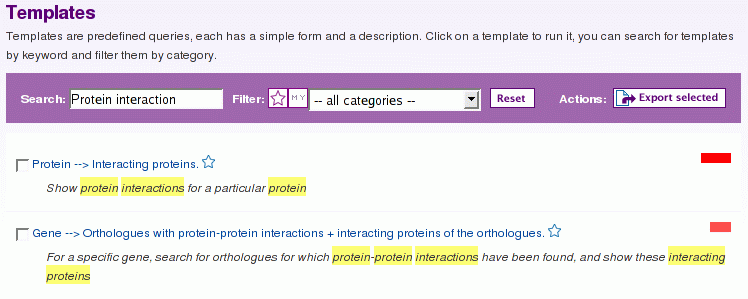 Templates
Templates are predefined queries, each has a simple form and a description. Click on a template to run it, you can search for templates
by keyword and filter them by category.
Search: Protein interaction Filter: MY -- all categories -- Reset Actions: Export selected
Protein --> Interacting proteins.
Show protein interactions for a particular protein
Gene --> Orthologues with protein-protein interactions + interacting proteins of the orthologues.
For a specific gene, search for orthologues for which protein-protein interactions have been found, and show these interacting
proteins